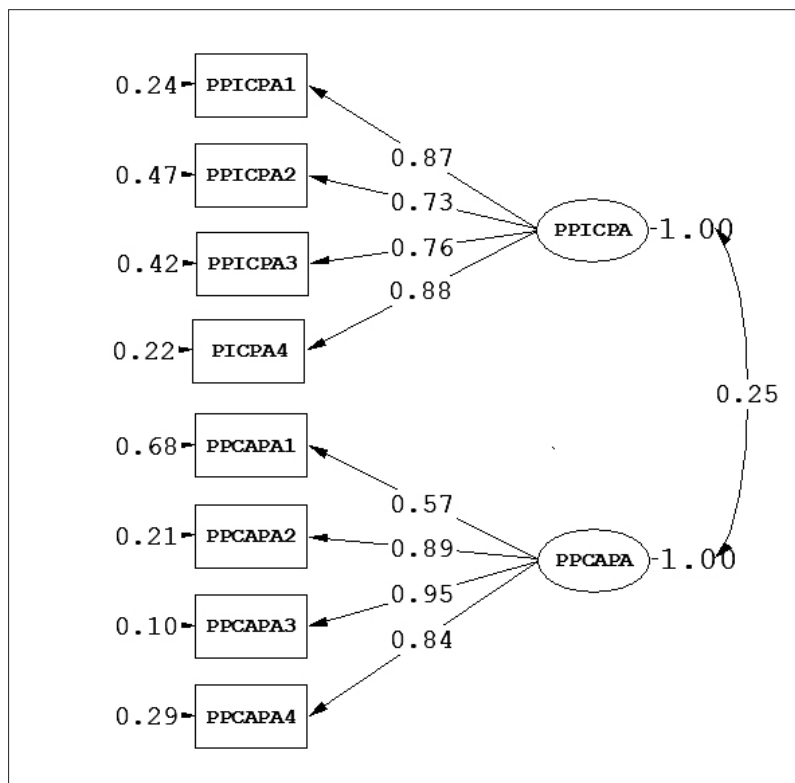 0.24 PPICPA1
0.87
0.47 PPICPA2
0.73
PPICPA 1.00
0.42 PPICPA3
0.76
0.88
0.22 PICPA4
0.25
0.68 PPCAPA1
0.57
0.21 PPCAPA2
0.89
PPCAPA 1.00
0.95
0.10 PPCAPA3
0.84
0.29 PPCAPA4